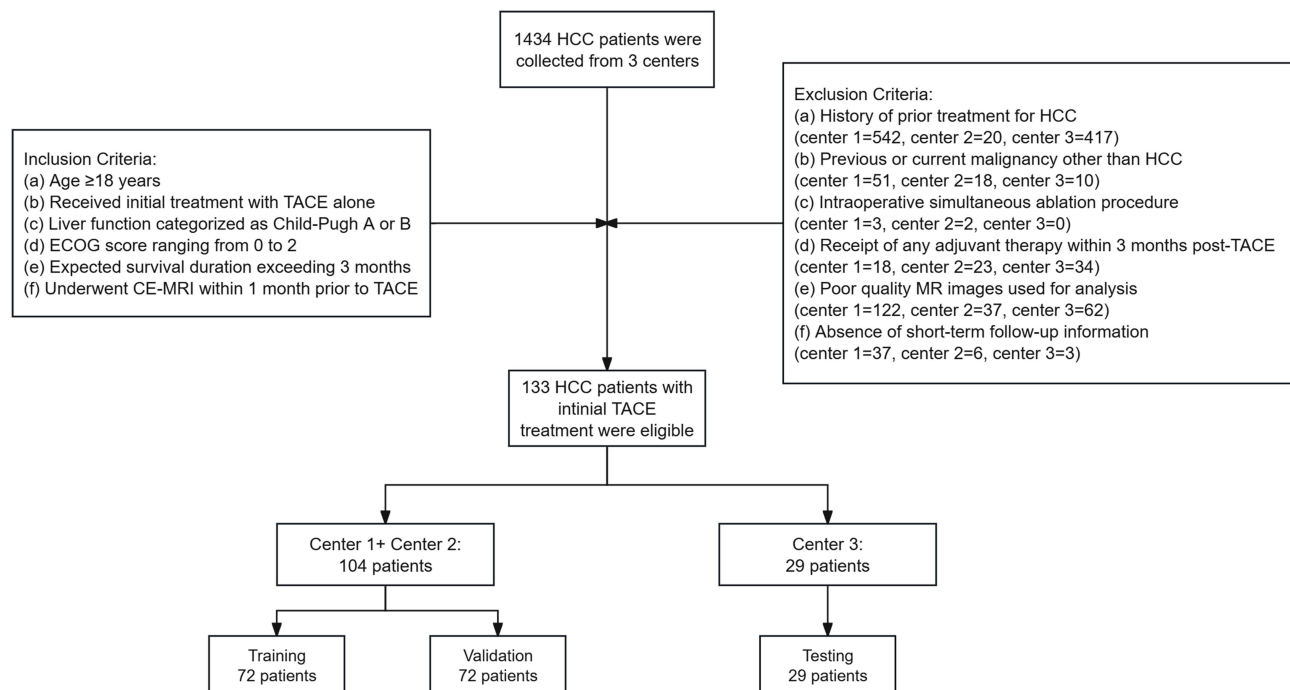 1434 HCC patients were
collected from 3 centers
Inclusion Criteria:
(a) Age ≥18 years
(b) Received initial treatment with TACE alone
(c) Liver function categorized as Child-Pugh A or B
(d) ECOG score ranging from 0 to 2
(e) Expected survival duration exceeding 3 months
(f) Underwent CE-MRI within 1 month prior to TACE
Exclusion Criteria:
(a) History of prior treatment for HCC
(center 1=542, center 2=20, center 3=417)
(b) Previous or current malignancy other than HCC
(center 1=51, center 2=18, center 3=10)
(c) Intraoperative simultaneous ablation procedure
(center 1=3, center 2=2, center 3=0)
(d) Receipt of any adjuvant therapy within 3 months post-TACE
(center 1=18, center 2=23, center 3=34)
(e) Poor quality MR images used for analysis
(center 1=122, center 2=37, center 3=62)
(f) Absence of short-term follow-up information
(center 1=37, center 2=6, center 3=3)
133 HCC patients with
intinial TACE
treatment were eligible
Center 1+ Center 2:
104 patients
Center 3:
29 patients
Training
72 patients
Validation
72 patients
Testing
29 patients